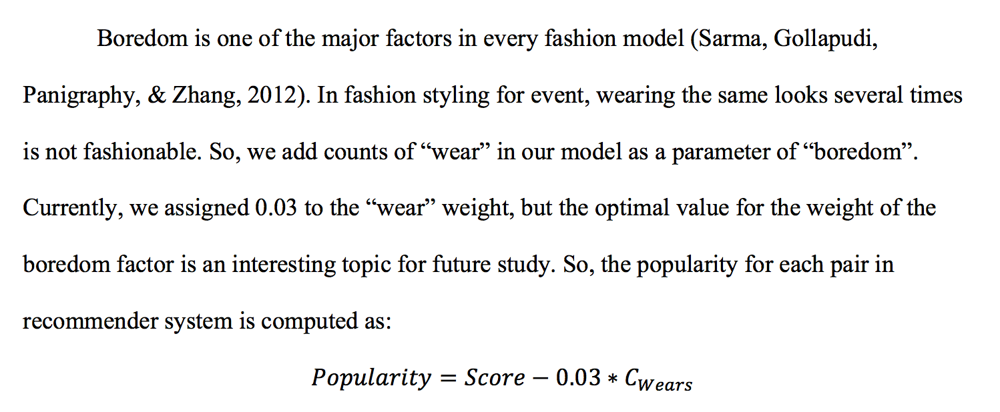 Boredom is one of the major factors in every fashion model (Sarma, Gollapudi,
Panigraphy, & Zhang, 2012). In fashion styling for event, wearing the same looks several times
is not fashionable. So, we add counts of “wear” in our model as a parameter of “boredom”.
Currently, we assigned 0.03 to the “wear” weight, but the optimal value for the weight of the
boredom factor is an interesting topic for future study. So, the popularity for each pair in
recommender system is computed as:
Popularity = Score − 0.03 * C_Wears